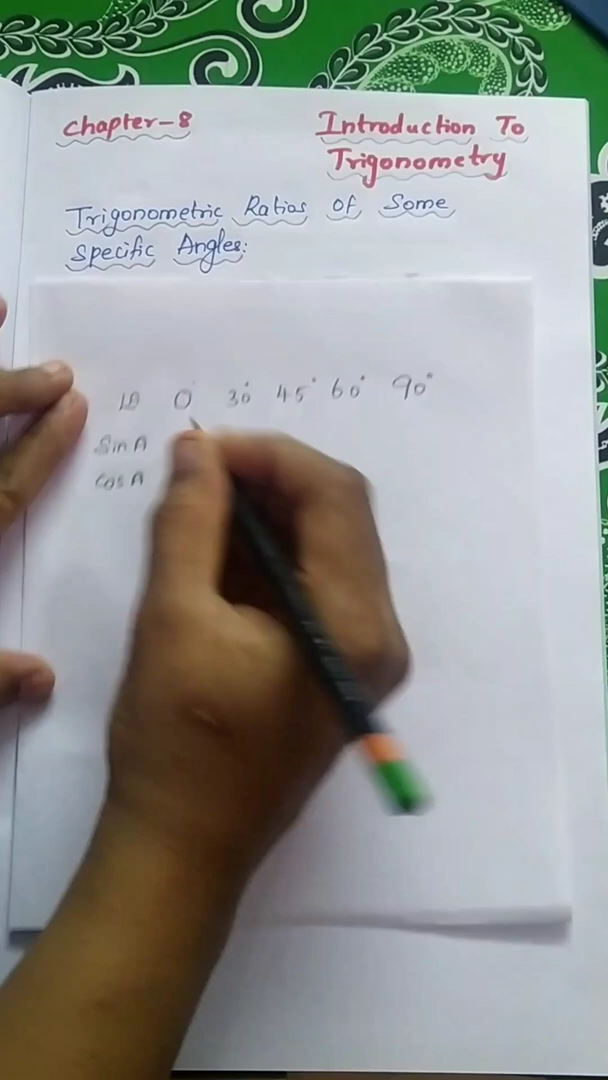 Chapter-8
Introduction To
Trigonometry
Trigonometric Ratios Of Some
Specific Angles:
0 30° 45° 60° 90°
Sin A
Cos A